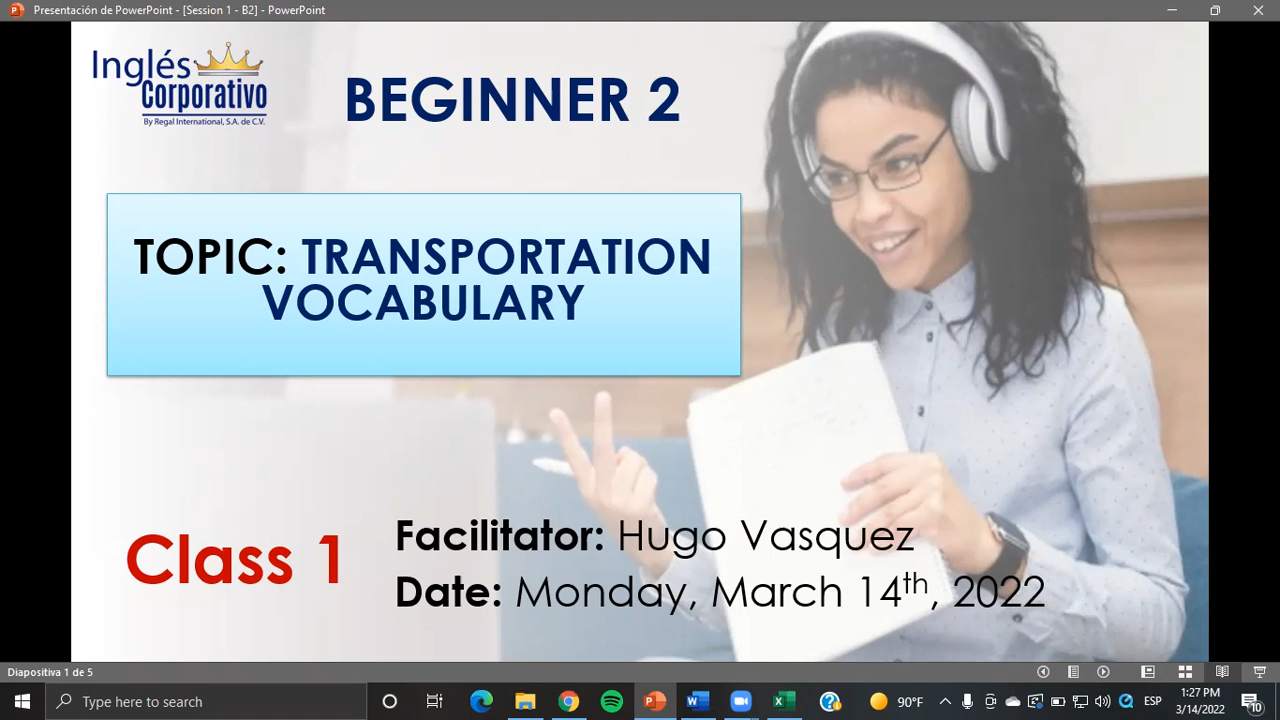 Presentación de PowerPoint - [Session 1 - B2] - PowerPoint
Inglés
Corporativo
By Regal International, S.A. de C.V.
BEGINNER 2
TOPIC: TRANSPORTATION
VOCABULARY
Class 1
Facilitator: Hugo Vasquez
Date: Monday, March 14th, 2022
Diapositiva 1 de 5
Type here to search
90°F
ESP
1:27 PM
3/14/2022
10